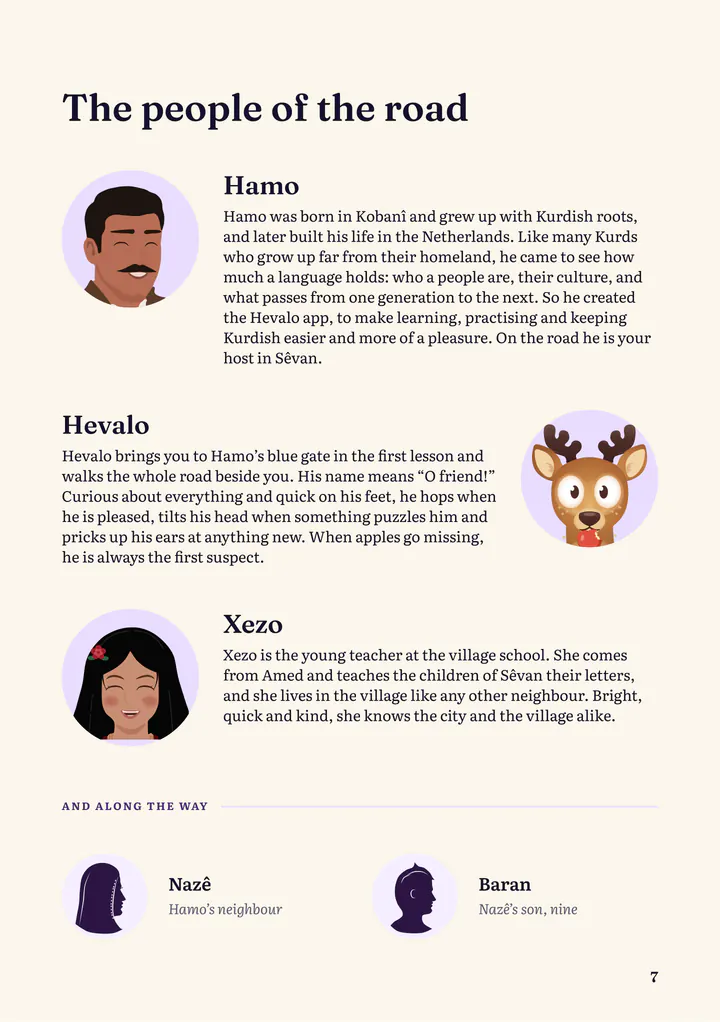 The people of the road
Hamo
Hamo was born in Kobanî and grew up with Kurdish roots,
and later built his life in the Netherlands. Like many Kurds
who grow up far from their homeland, he came to see how
much a language holds: who a people are, their culture, and
what passes from one generation to the next. So he created
the Hevalo app, to make learning, practising and keeping
Kurdish easier and more of a pleasure. On the road he is your
host in Sêvan.
Hevalo
Hevalo brings you to Hamo’s blue gate in the first lesson and
walks the whole road beside you. His name means “O friend!”
Curious about everything and quick on his feet, he hops when
he is pleased, tilts his head when something puzzles him and
pricks up his ears at anything new. When apples go missing,
he is always the first suspect.
Xezo
Xezo is the young teacher at the village school. She comes
from Amed and teaches the children of Sêvan their letters,
and she lives in the village like any other neighbour. Bright,
quick and kind, she knows the city and the village alike.
AND ALONG THE WAY
Nazê
Hamo’s neighbour
Baran
Nazê’s son, nine
7